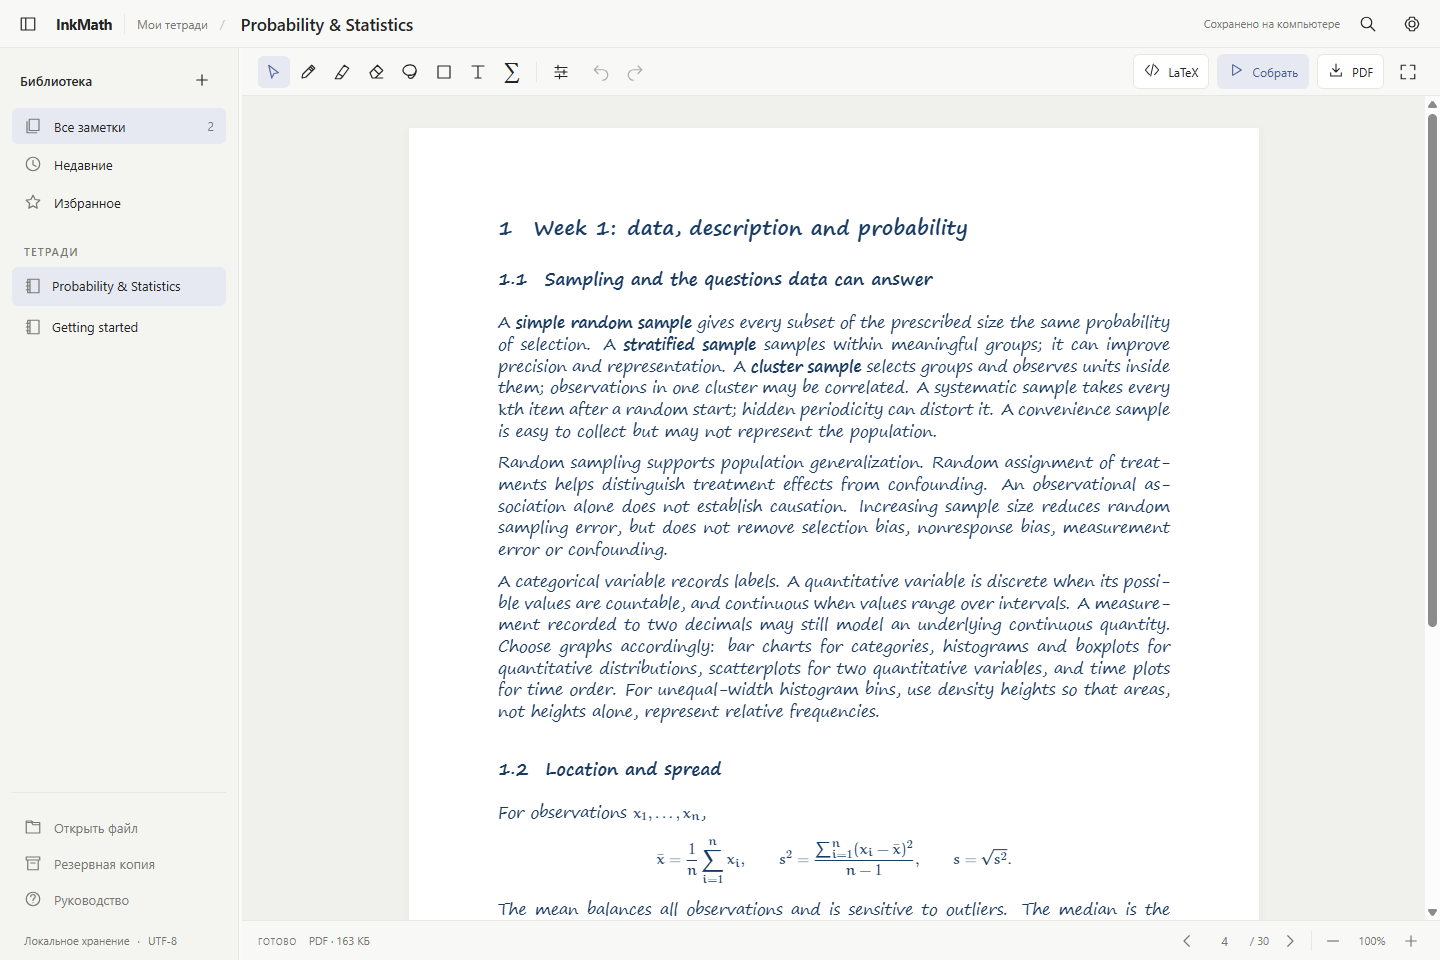 InkMath
Мои тетради / Probability & Statistics
Сохранено на компьютере
Библиотека
Все заметки 2
Недавние
Избранное
ТЕТРАДИ
Probability & Statistics
Getting started
Открыть файл
Резервная копия
Руководство
Локальное хранение · UTF-8
LaTeX
Собрать
PDF
1 Week 1: data, description and probability
1.1 Sampling and the questions data can answer
A simple random sample gives every subset of the prescribed size the same probability
of selection. A stratified sample samples within meaningful groups; it can improve
precision and representation. A cluster sample selects groups and observes units inside
them; observations in one cluster may be correlated. A systematic sample takes every
kth item after a random start; hidden periodicity can distort it. A convenience sample
is easy to collect but may not represent the population.
Random sampling supports population generalization. Random assignment of treat-
ments helps distinguish treatment effects from confounding. An observational as-
sociation alone does not establish causation. Increasing sample size reduces random
sampling error, but does not remove selection bias, nonresponse bias, measurement
error or confounding.
A categorical variable records labels. A quantitative variable is discrete when its possi-
ble values are countable, and continuous when values range over intervals. A measure-
ment recorded to two decimals may still model an underlying continuous quantity.
Choose graphs accordingly: bar charts for categories, histograms and boxplots for
quantitative distributions, scatterplots for two quantitative variables, and time plots
for time order. For unequal-width histogram bins, use density heights so that areas,
not heights alone, represent relative frequencies.
1.2 Location and spread
For observations x₁, . . . , xₙ,
x̄ = 1/n ∑ⁿᵢ₌₁ xᵢ, s² = ∑ⁿᵢ₌₁(xᵢ − x̄)² / n − 1, s = √s².
The mean balances all observations and is sensitive to outliers. The median is the
ГОТОВО PDF · 163 КБ
4 / 30
100%